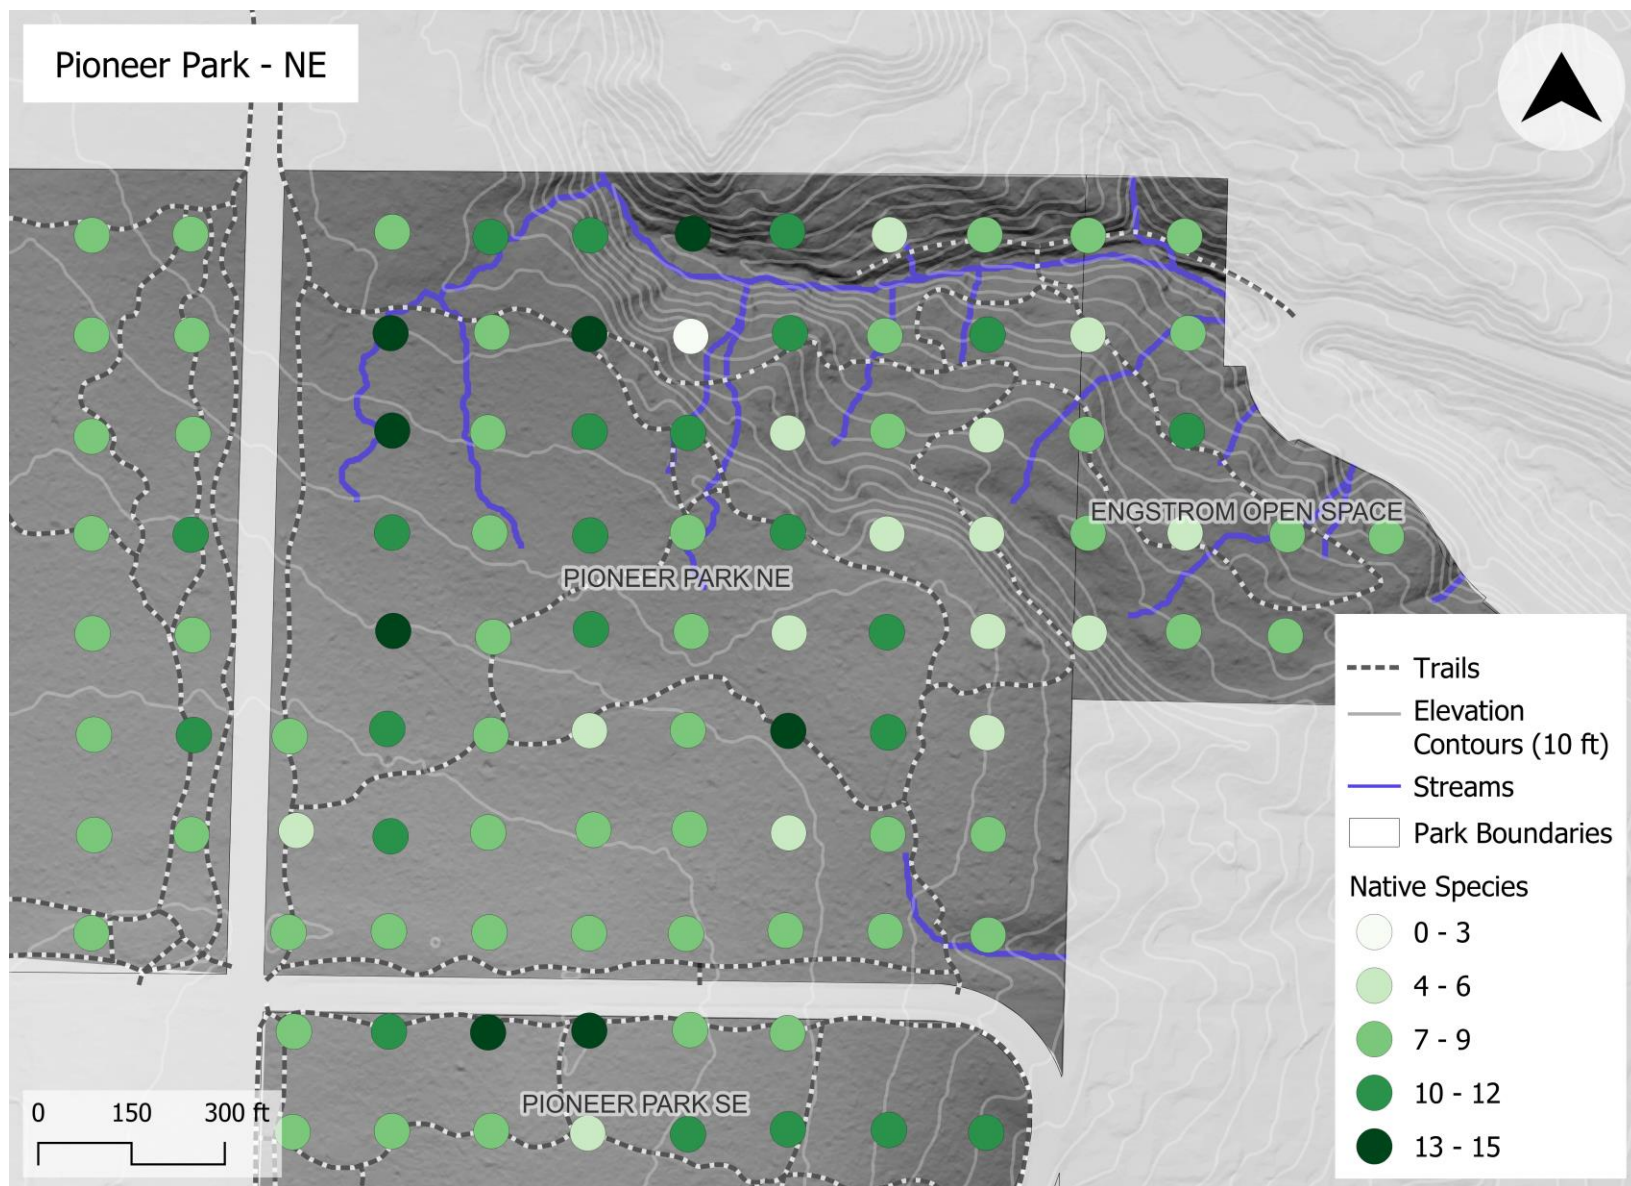 Pioneer Park - NE
ENGSTROM OPEN SPACE
PIONEER PARK NE
PIONEER PARK SE
0 150 300 ft
Trails
Elevation
Contours (10 ft)
Streams
Park Boundaries
Native Species
0 - 3
4 - 6
7 - 9
10 - 12
13 - 15